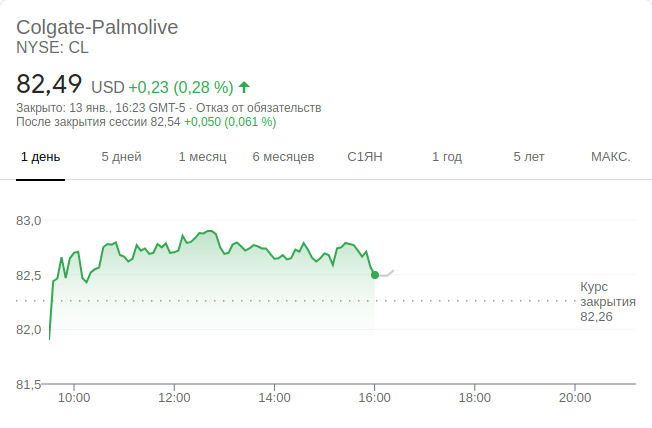 Colgate-Palmolive
NYSE: CL
82,49 USD +0,23 (0,28 %)
Закрыто: 13 янв., 16:23 GMT-5 · Отказ от обязательств
После закрытия сессии 82,54 +0,050 (0,061 %)
1 день 5 дней 1 месяц 6 месяцев С1ЯН 1 год 5 лет МАКС.
83,0
82,5
Курс
закрытия
82,26
82,0
81,5
10:00 12:00 14:00 16:00 18:00 20:00